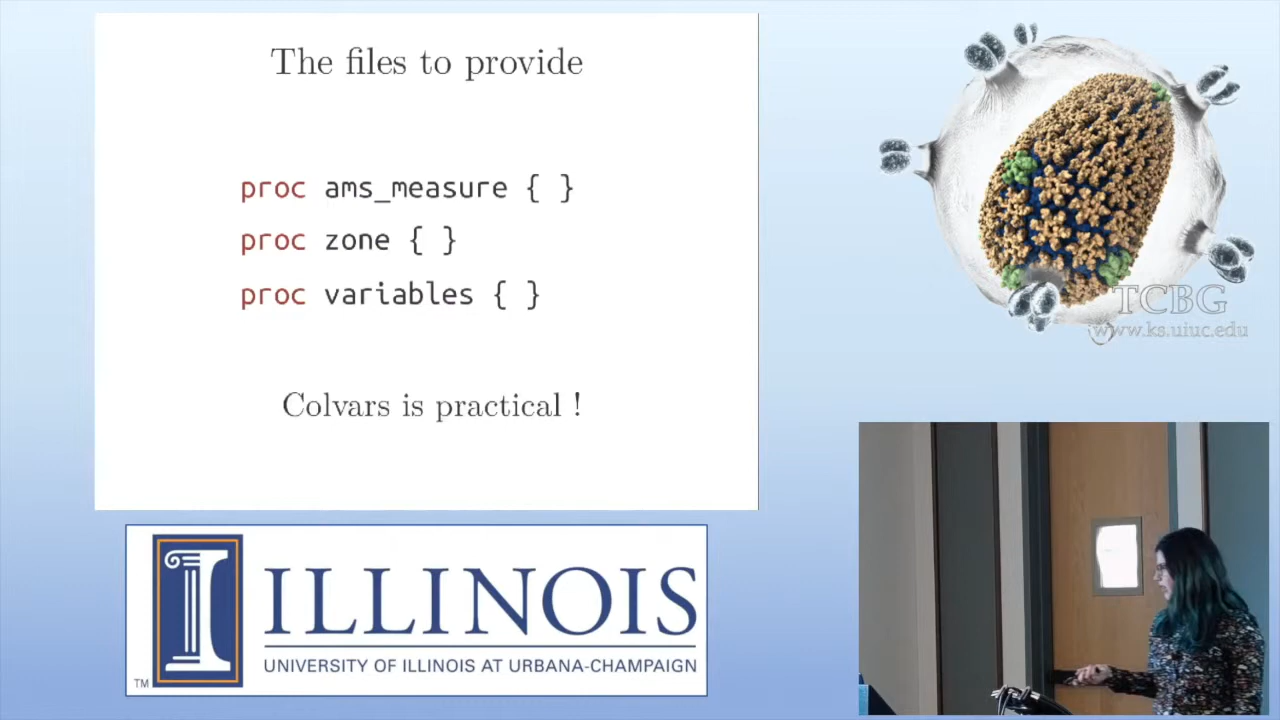 The files to provide
proc ams_measure { }
proc zone { }
proc variables { }
Colvars is practical !
TCBG
www.ks.uiuc.edu
I ILLINOIS
UNIVERSITY OF ILLINOIS AT URBANA-CHAMPAIGN
TM